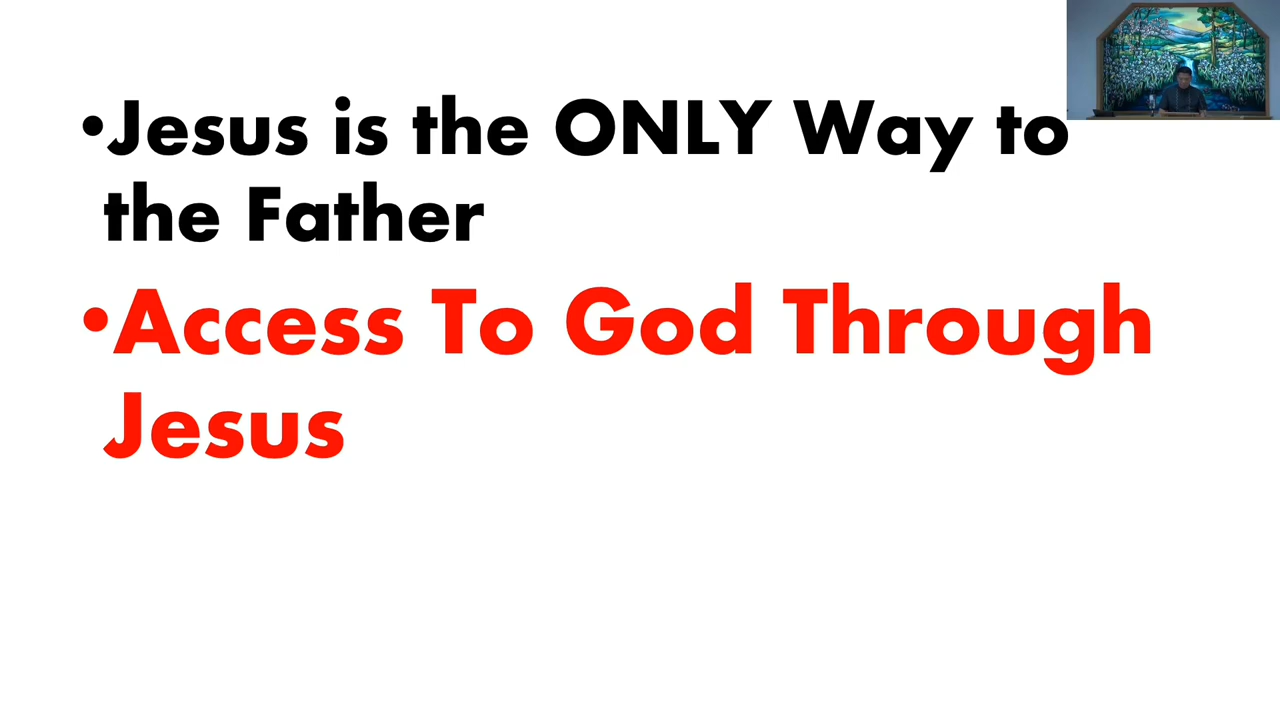 •Jesus is the ONLY Way to
the Father
•Access To God Through
Jesus